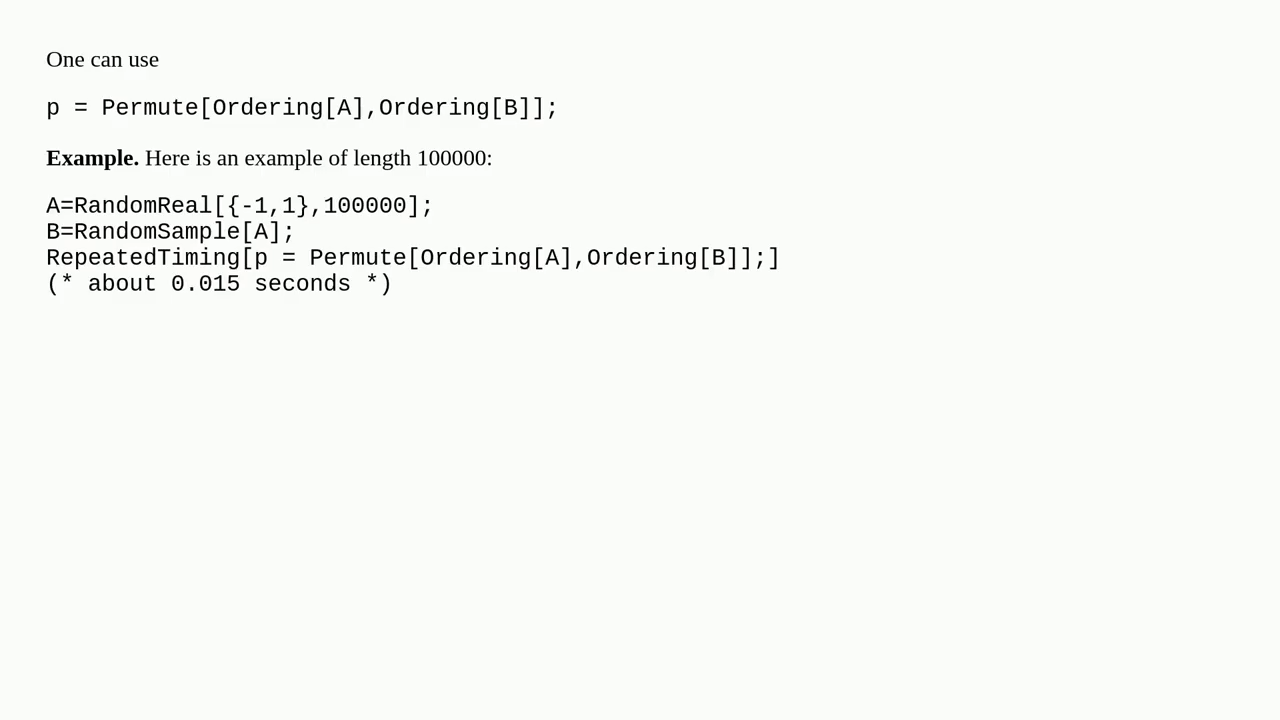 One can use
p = Permute[Ordering[A],Ordering[B]];
Example. Here is an example of length 100000:
A=RandomReal[{-1,1},100000];
B=RandomSample[A];
RepeatedTiming[p = Permute[Ordering[A],Ordering[B]];]
(* about 0.015 seconds *)